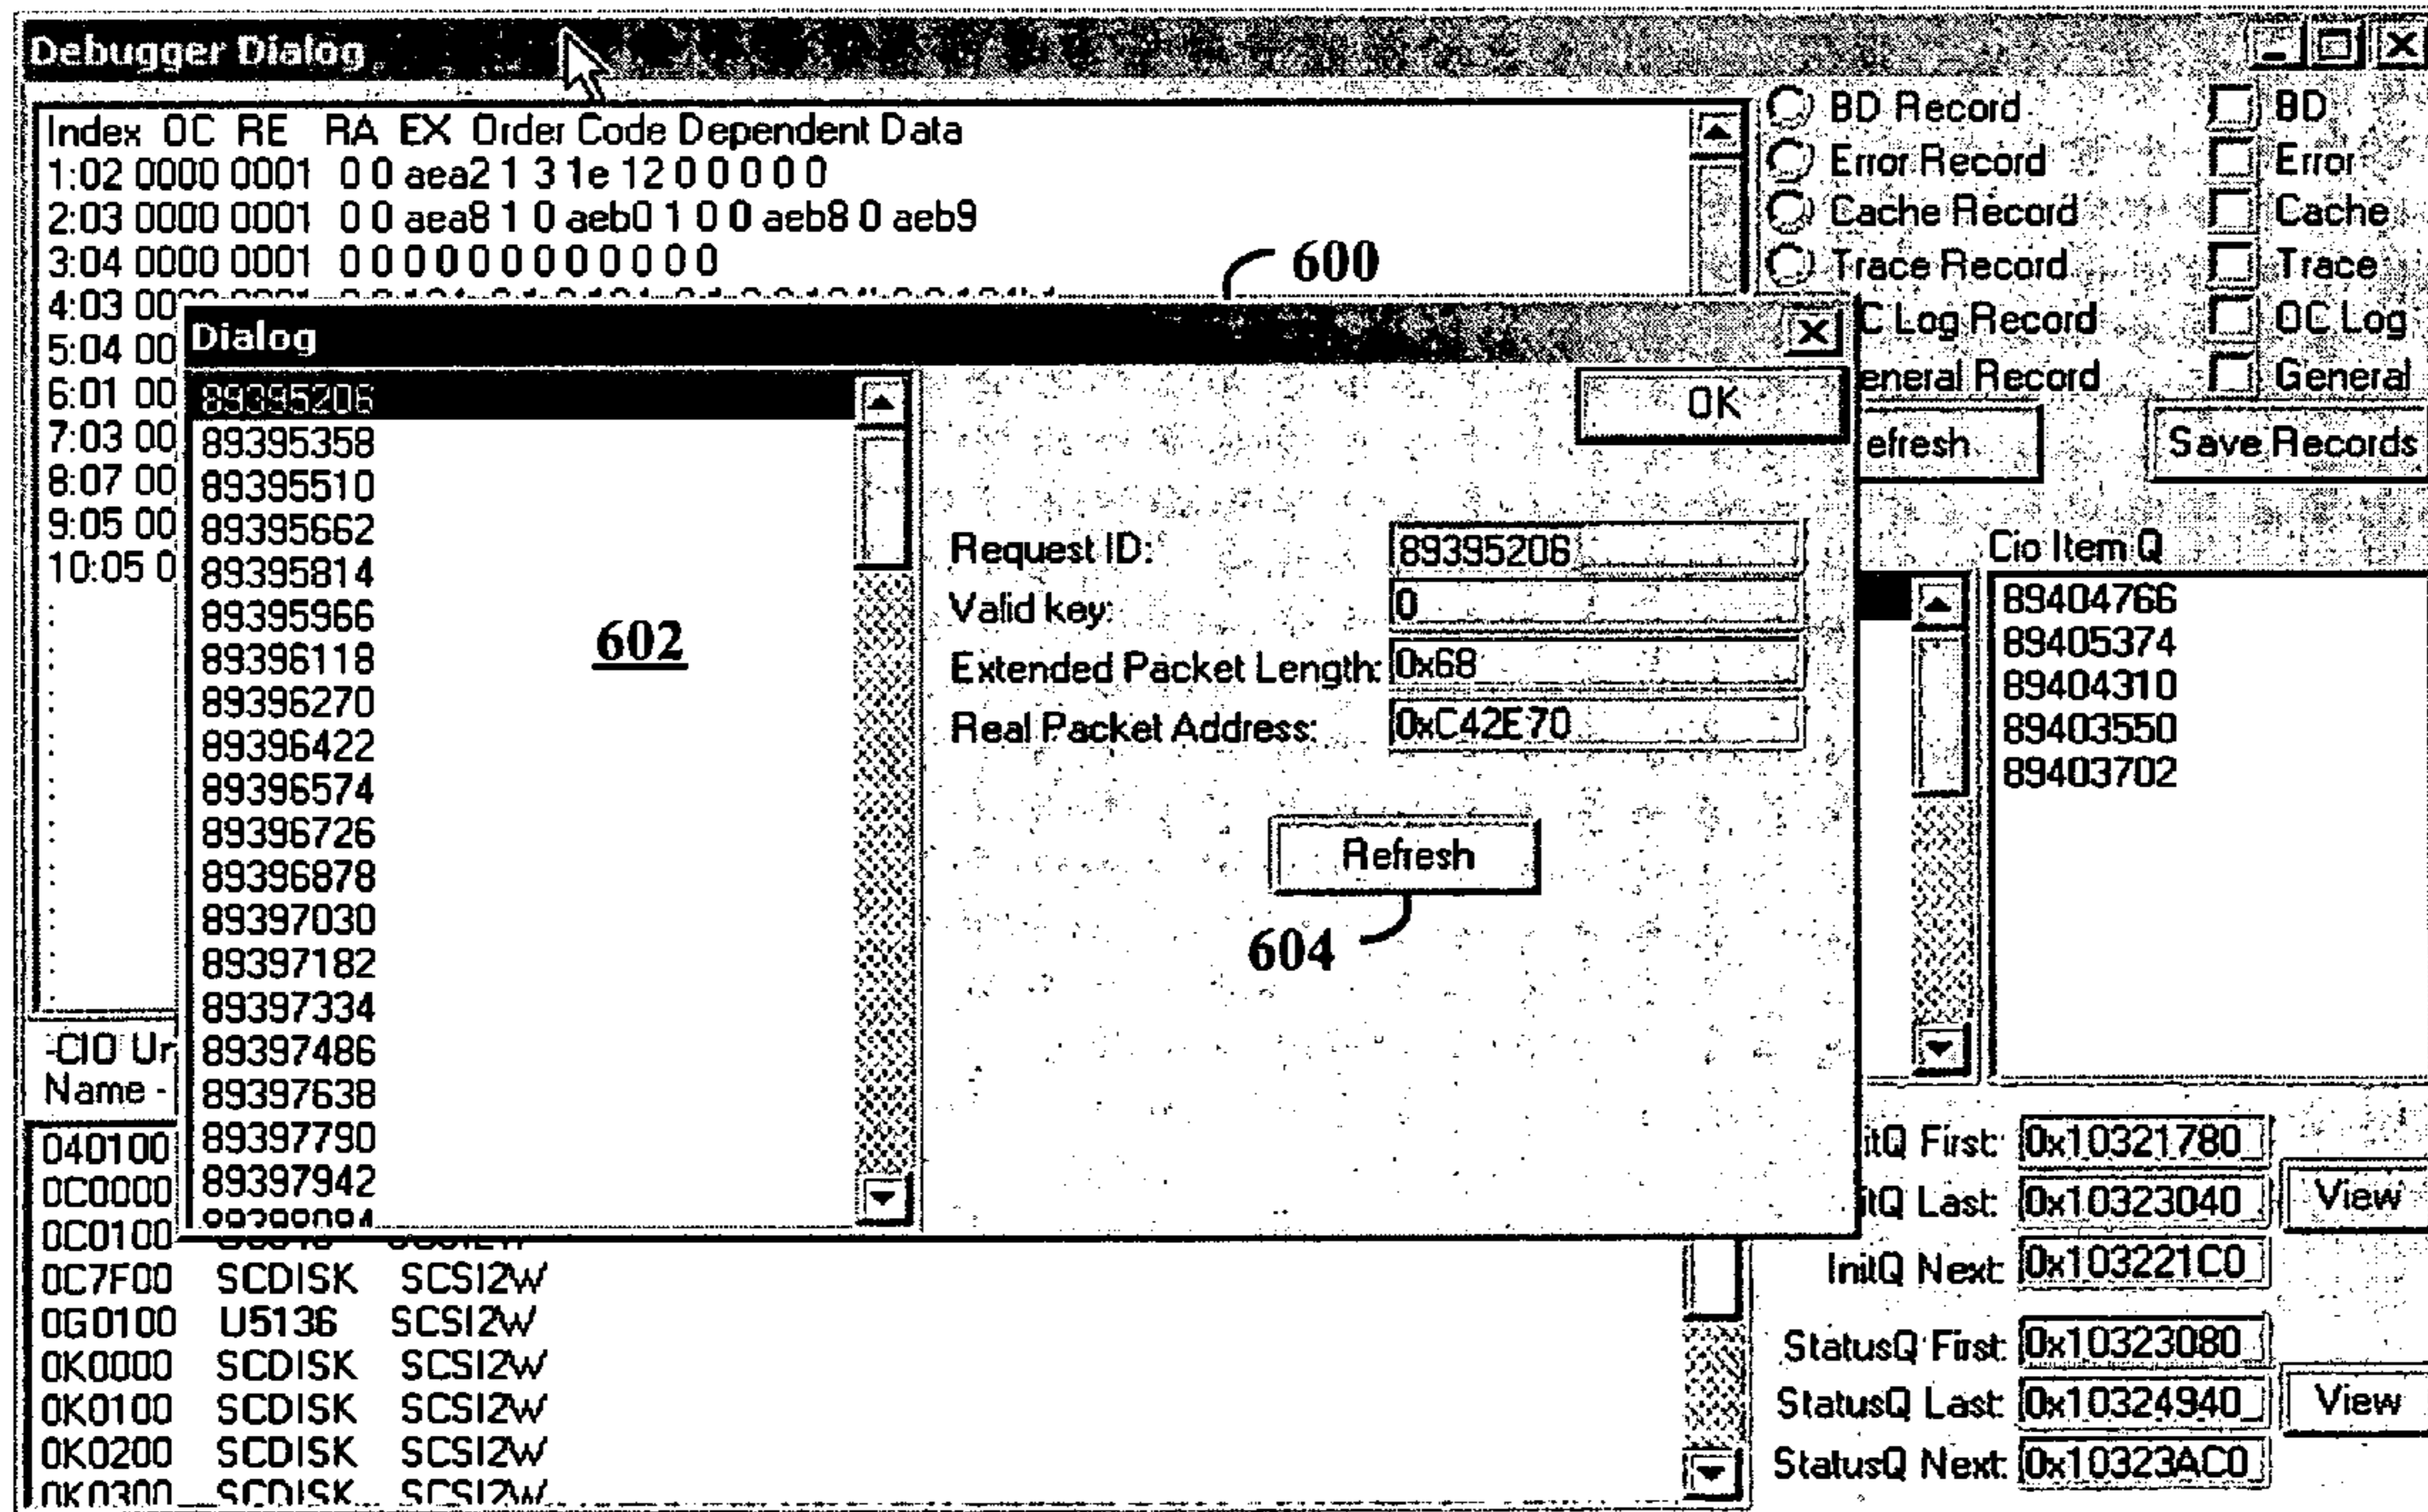 Debugger Dialog
Index OC RE RA EX Order Code Dependent Data
1:02 0000 0001 0 0 aea2 1 3 1e 12 0 0 0 0 0
2:03 0000 0001 0 0 aea8 1 0 aeb0 1 0 0 aeb8 0 aeb9
3:04 0000 0001 0 0 0 0 0 0 0 0 0 0 0 0
4:03 00
5:04 00
6:01 00
7:03 00
8:07 00
9:05 00
10:05 0
BD Record
Error Record
Cache Record
Trace Record
C Log Record
eneral Record
BD
Error
Cache
Trace
OC Log
General
efresh
Save Records
600
Dialog
OK
89395206
89395358
89395510
89395662
89395814
89395966
89396118
89396270
89396422
89396574
89396726
89396878
89397030
89397182
89397334
89397486
89397638
89397790
89397942
602
Request ID: 89395206
Valid key: 0
Extended Packet Length: 0x68
Real Packet Address: 0xC42E70
Refresh
604
Cio Item Q
89404766
89405374
89404310
89403550
89403702
-CIO Ur
Name -
040100
0C0000
0C0100
0C7F00 SCDISK SCSI2W
0G0100 U5136 SCSI2W
0K0000 SCDISK SCSI2W
0K0100 SCDISK SCSI2W
0K0200 SCDISK SCSI2W
0K0300 SCDISK SCSI2W
itQ First: 0x10321780
itQ Last: 0x10323040 View
InitQ Next: 0x103221C0
StatusQ First: 0x10323080
StatusQ Last: 0x10324940 View
StatusQ Next: 0x10323AC0